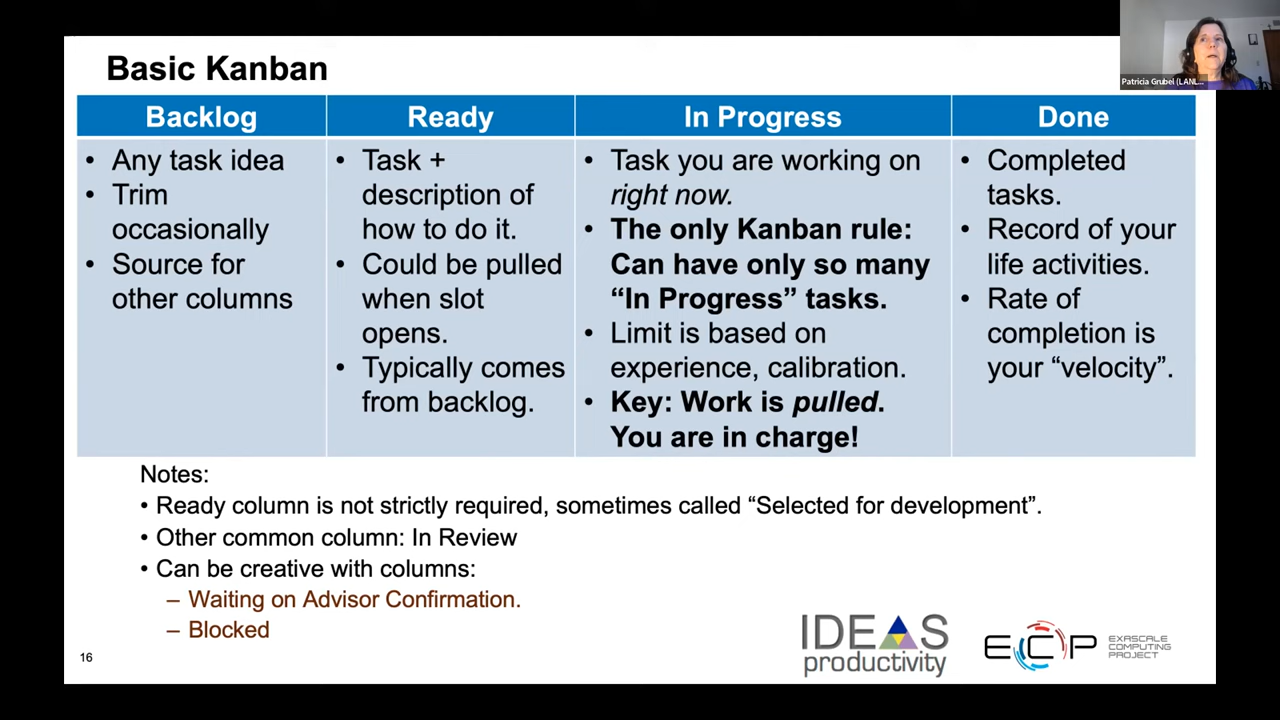 Basic Kanban
Patricia Grubel (LANL...
Backlog
Ready
In Progress
Done
• Any task idea
• Trim
occasionally
• Source for
other columns
• Task +
description of
how to do it.
• Could be pulled
when slot
opens.
• Typically comes
from backlog.
• Task you are working on
right now.
• The only Kanban rule:
Can have only so many
“In Progress” tasks.
• Limit is based on
experience, calibration.
• Key: Work is pulled.
You are in charge!
• Completed
tasks.
• Record of your
life activities.
• Rate of
completion is
your “velocity”.
Notes:
• Ready column is not strictly required, sometimes called “Selected for development”.
• Other common column: In Review
• Can be creative with columns:
– Waiting on Advisor Confirmation.
– Blocked
16
IDEAS
productivity
ECP
EXASCALE
COMPUTING
PROJECT